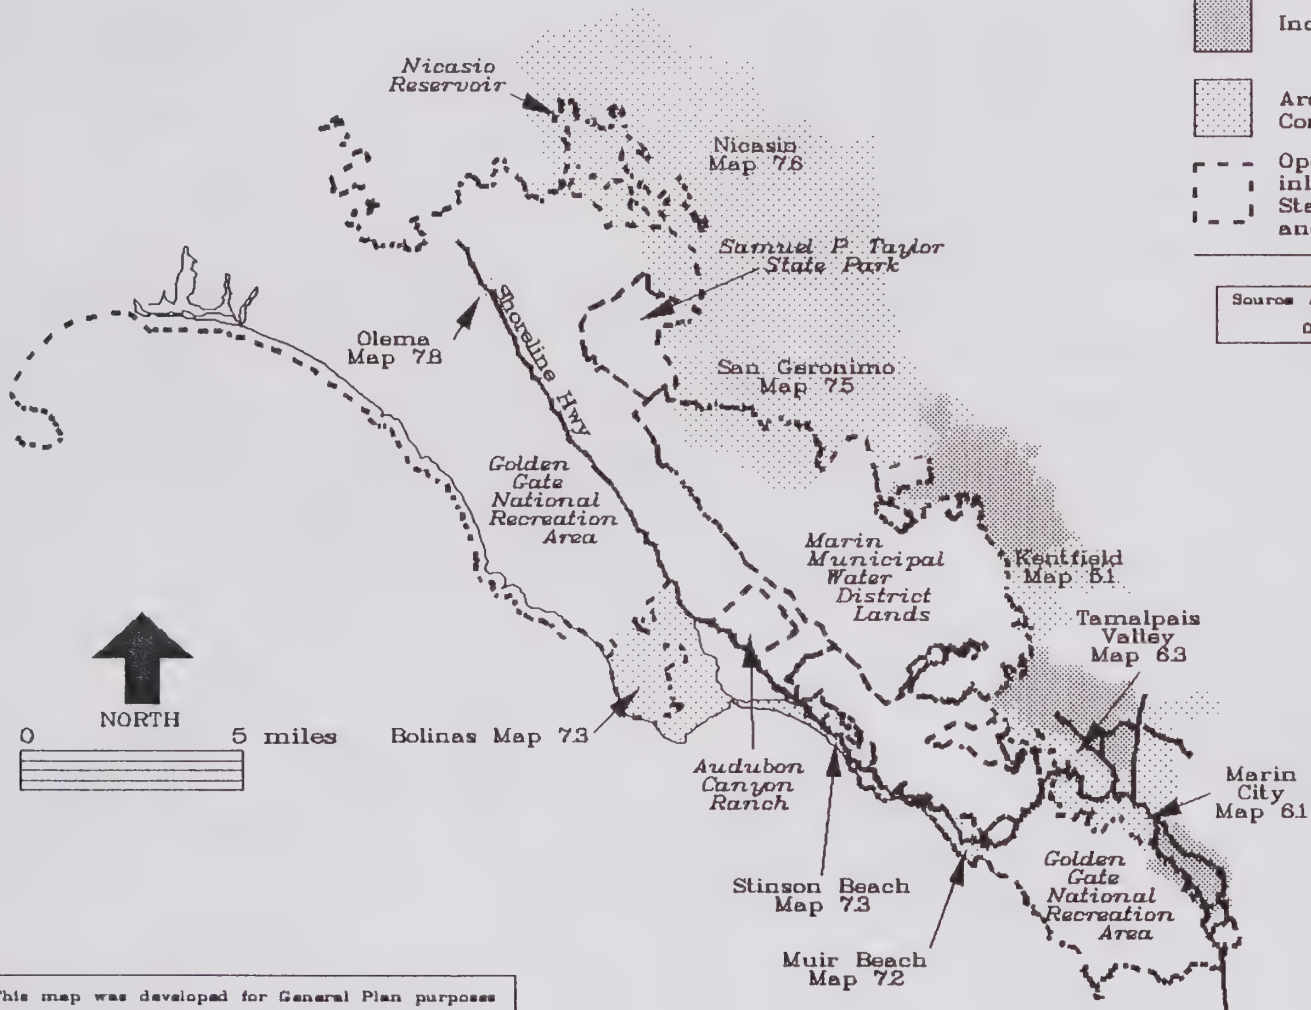 Nicasio
Reservoir
Nicasio
Map 7.6
Samuel P. Taylor
State Park
Olema
Map 7.8
Shoreline Hwy
San Geronimo
Map 7.5
Golden
Gate
National
Recreation
Area
Marin
Municipal
Water
District
Lands
Kentfield
Map 5.1
Tamalpais
Valley
Map 6.3
NORTH
0 5 miles
Bolinas Map 7.3
Audubon
Canyon
Ranch
Marin
City
Map 6.1
Stinson Beach
Map 7.3
Golden
Gate
National
Recreation
Area
Muir Beach
Map 7.2
This map was developed for General Plan purposes